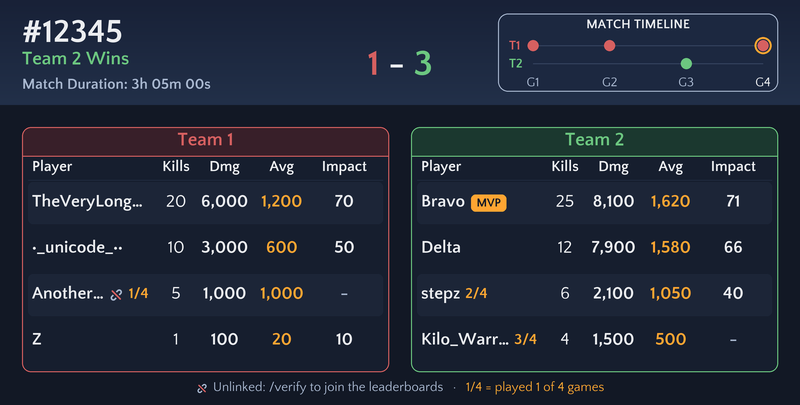 #12345
Team 2 Wins
Match Duration: 3h 05m 00s
1 – 3
MATCH TIMELINE
T1
T2
G1 G2 G3 G4
Team 1
Player Kills Dmg Avg Impact
TheVeryLong... 20 6,000 1,200 70
·_unicode_·· 10 3,000 600 50
Another... 1/4 5 1,000 1,000 –
Z 1 100 20 10
Team 2
Player Kills Dmg Avg Impact
Bravo MVP 25 8,100 1,620 71
Delta 12 7,900 1,580 66
stepz 2/4 6 2,100 1,050 40
Kilo_Warr... 3/4 4 1,500 500 –
Unlinked: /verify to join the leaderboards · 1/4 = played 1 of 4 games